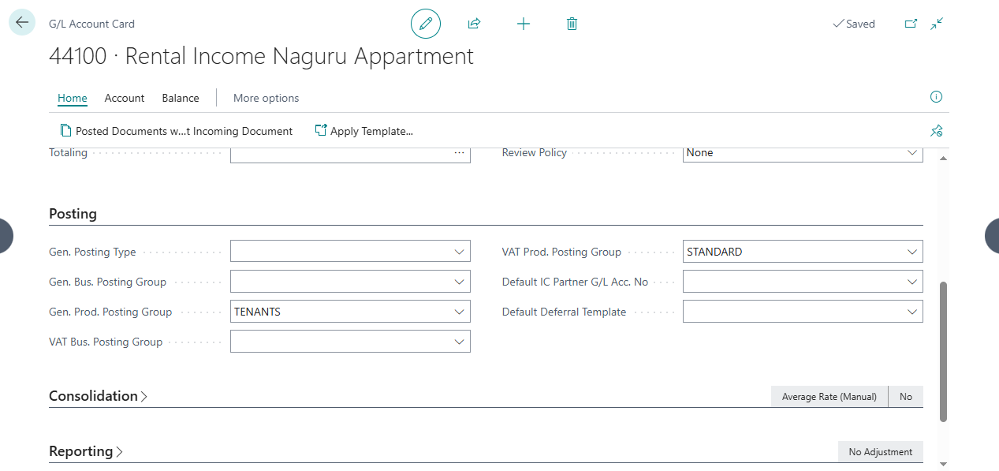 G/L Account Card
Saved
44100 · Rental Income Naguru Appartment
Home Account Balance More options
Posted Documents w...t Incoming Document Apply Template...
Totaling ... Review Policy None
Posting
Gen. Posting Type VAT Prod. Posting Group STANDARD
Gen. Bus. Posting Group Default IC Partner G/L Acc. No
Gen. Prod. Posting Group TENANTS Default Deferral Template
VAT Bus. Posting Group
Consolidation Average Rate (Manual) No
Reporting No Adjustment